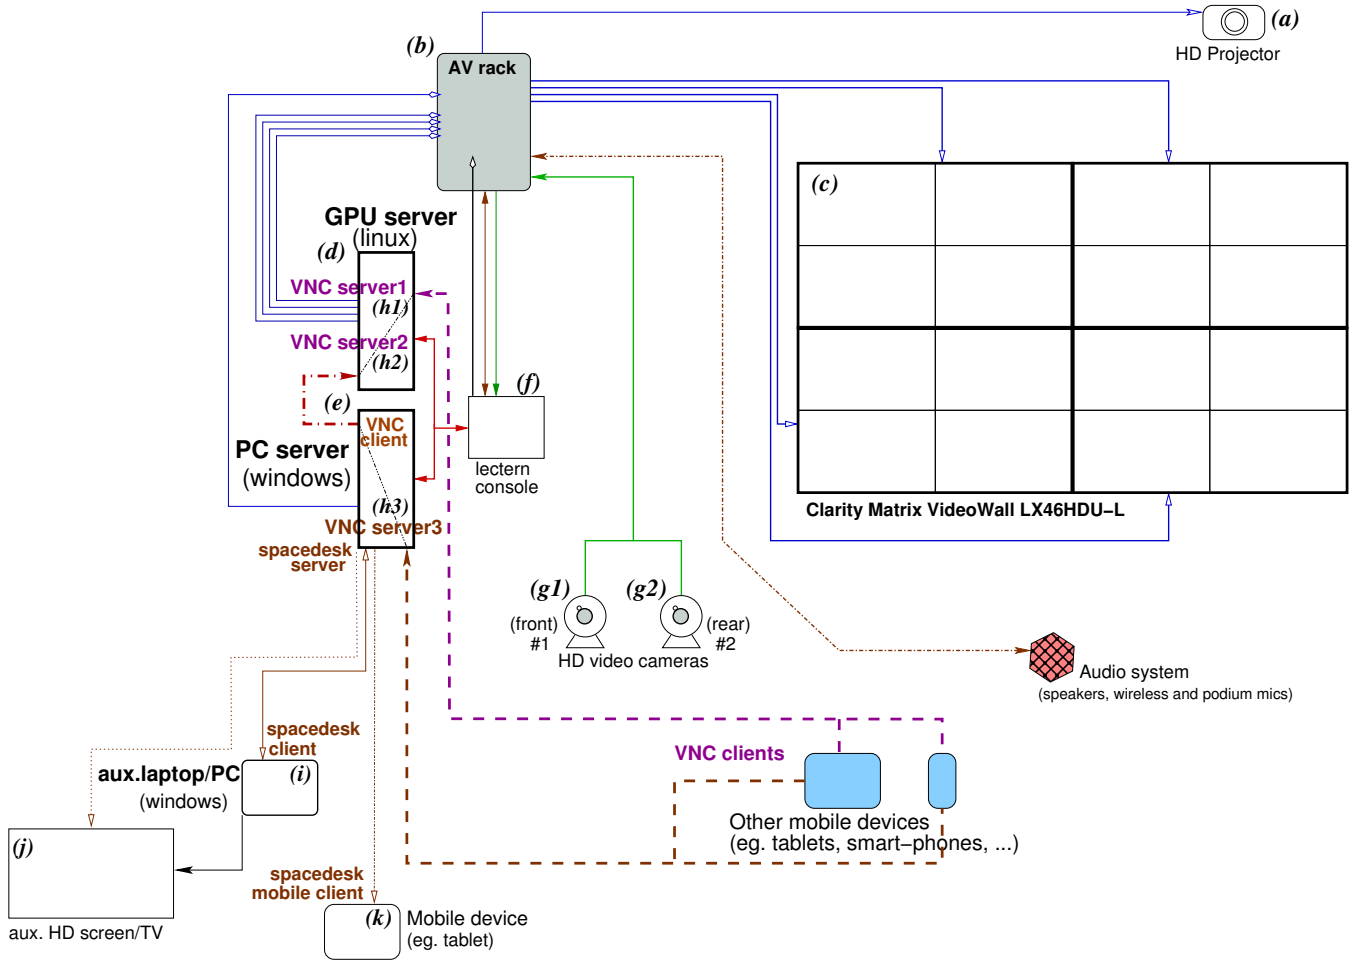 (a)
HD Projector
(b)
AV rack
(c)
GPU server
(linux)
(d)
VNC server1
(h1)
VNC server2
(h2)
(e)
(f)
VNC
client
PC server
(windows)
lectern
console
(h3)
VNC server3
Clarity Matrix VideoWall LX46HDU-L
spacedesk
server
(g1)
(g2)
(front)
#1
(rear)
#2
HD video cameras
Audio system
(speakers, wireless and podium mics)
spacedesk
client
VNC clients
aux.laptop/PC
(windows)
(i)
Other mobile devices
(eg. tablets, smart-phones, ...)
(j)
spacedesk
mobile client
(k)
Mobile device
(eg. tablet)
aux. HD screen/TV